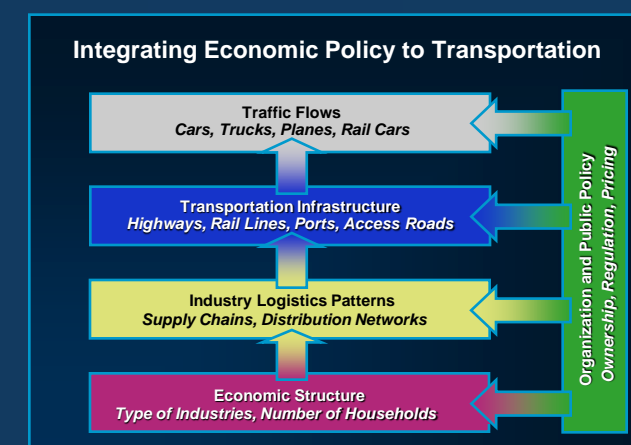 Integrating Economic Policy to Transportation
Traffic Flows
Cars, Trucks, Planes, Rail Cars
Transportation Infrastructure
Highways, Rail Lines, Ports, Access Roads
Industry Logistics Patterns
Supply Chains, Distribution Networks
Economic Structure
Type of Industries, Number of Households
Organization and Public Policy
Ownership, Regulation, Pricing